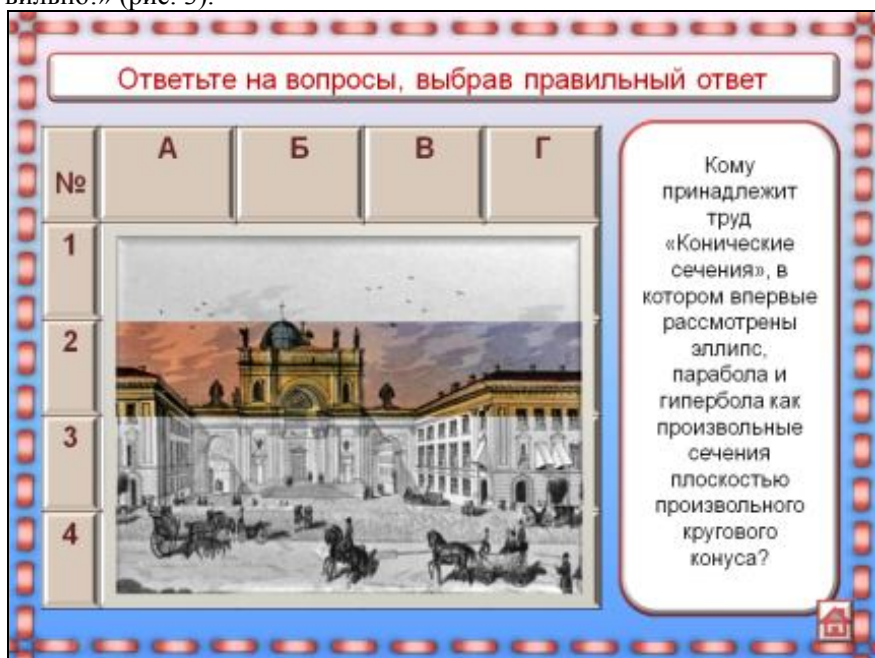 вильно?» (рис. 3).
Ответьте на вопросы, выбрав правильный ответ
№ А Б В Г
1
2
3
4
Кому
принадлежит
труд
«Конические
сечения», в
котором впервые
рассмотрены
эллипс,
парабола и
гипербола как
произвольные
сечения
плоскостью
произвольного
кругового
конуса?